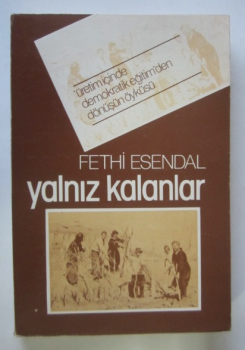 üretim içinde
demokratik eğitim'den
dönüşün öyküsü
FETHİ ESENDAL
yalnız kalanlar